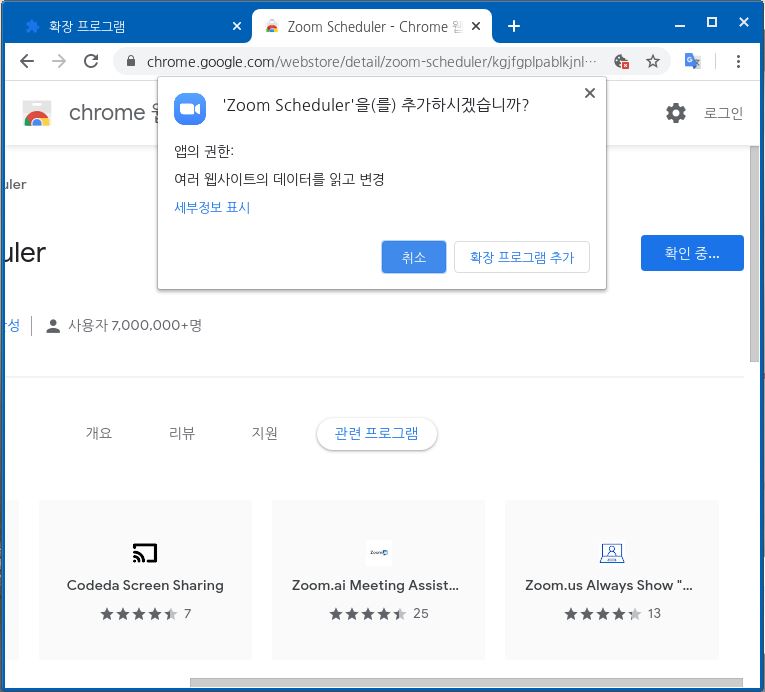 확장 프로그램
Zoom Scheduler - Chrome 웹
chrome.google.com/webstore/detail/zoom-scheduler/kgjfgplpablkjnl...
chrome 웹
로그인
'Zoom Scheduler'을(를) 추가하시겠습니까?
앱의 권한:
여러 웹사이트의 데이터를 읽고 변경
세부정보 표시
취소
확장 프로그램 추가
uler
uler
확인 중...
성
사용자 7,000,000+명
개요
리뷰
지원
관련 프로그램
Codeda Screen Sharing
7
Zoom.ai Meeting Assist...
25
Zoom.us Always Show "...
13